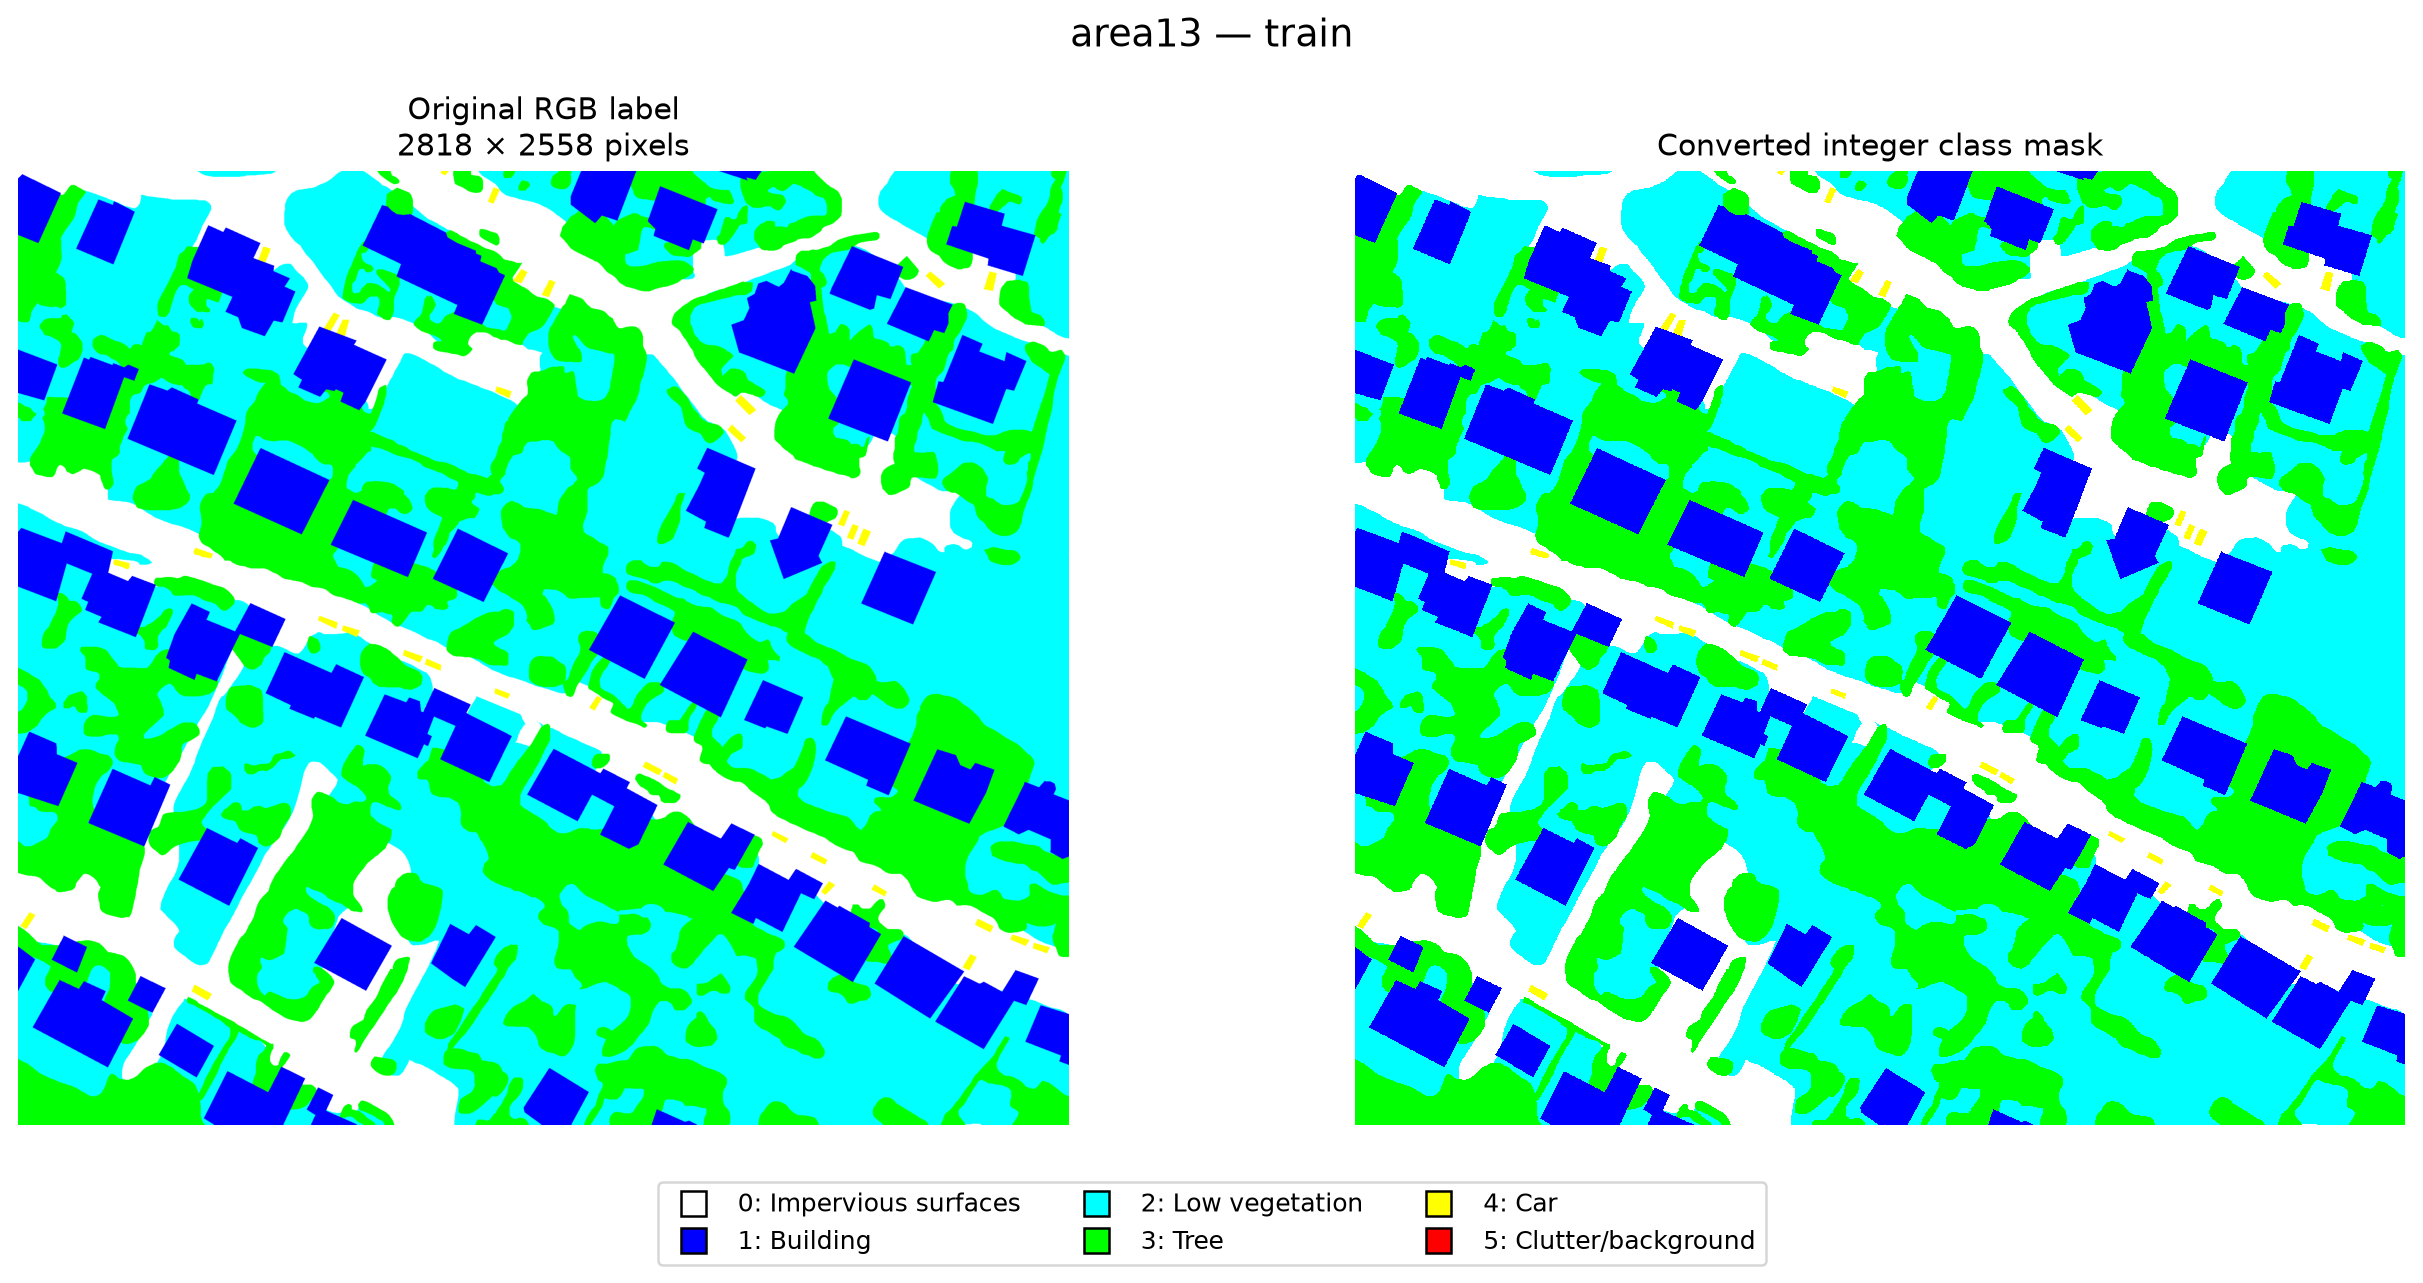 area13 — train
Original RGB label
2818 × 2558 pixels
Converted integer class mask
0: Impervious surfaces
1: Building
2: Low vegetation
3: Tree
4: Car
5: Clutter/background